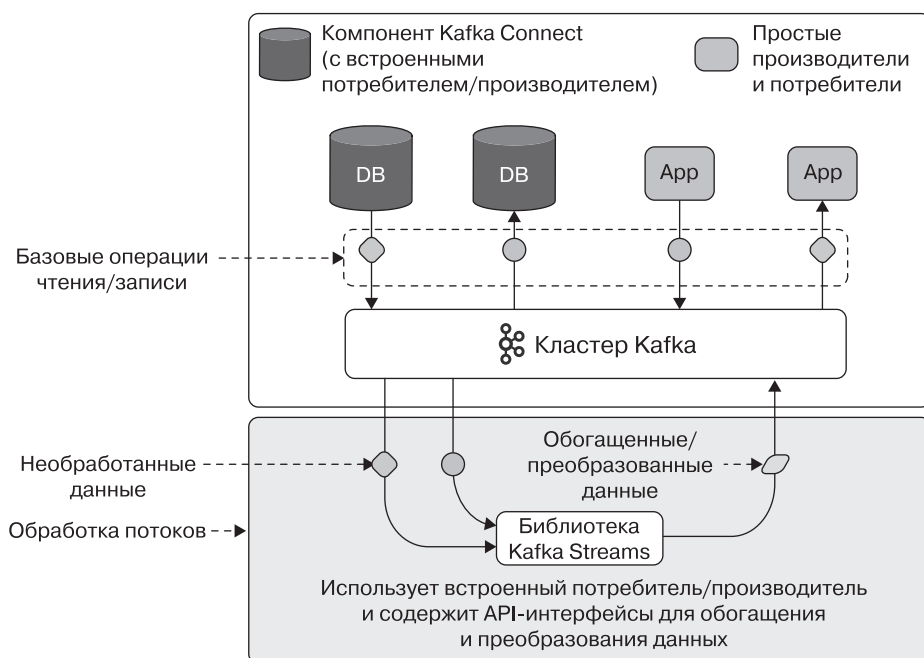 Компонент Kafka Connect
(с встроенными
потребителем/производителем)
Простые
производители
и потребители
DB
DB
App
App
Базовые операции
чтения/записи
Кластер Kafka
Необработанные
данные
Обогащенные/
преобразованные
данные
Обработка потоков
Библиотека
Kafka Streams
Использует встроенный потребитель/производитель
и содержит API-интерфейсы для обогащения
и преобразования данных